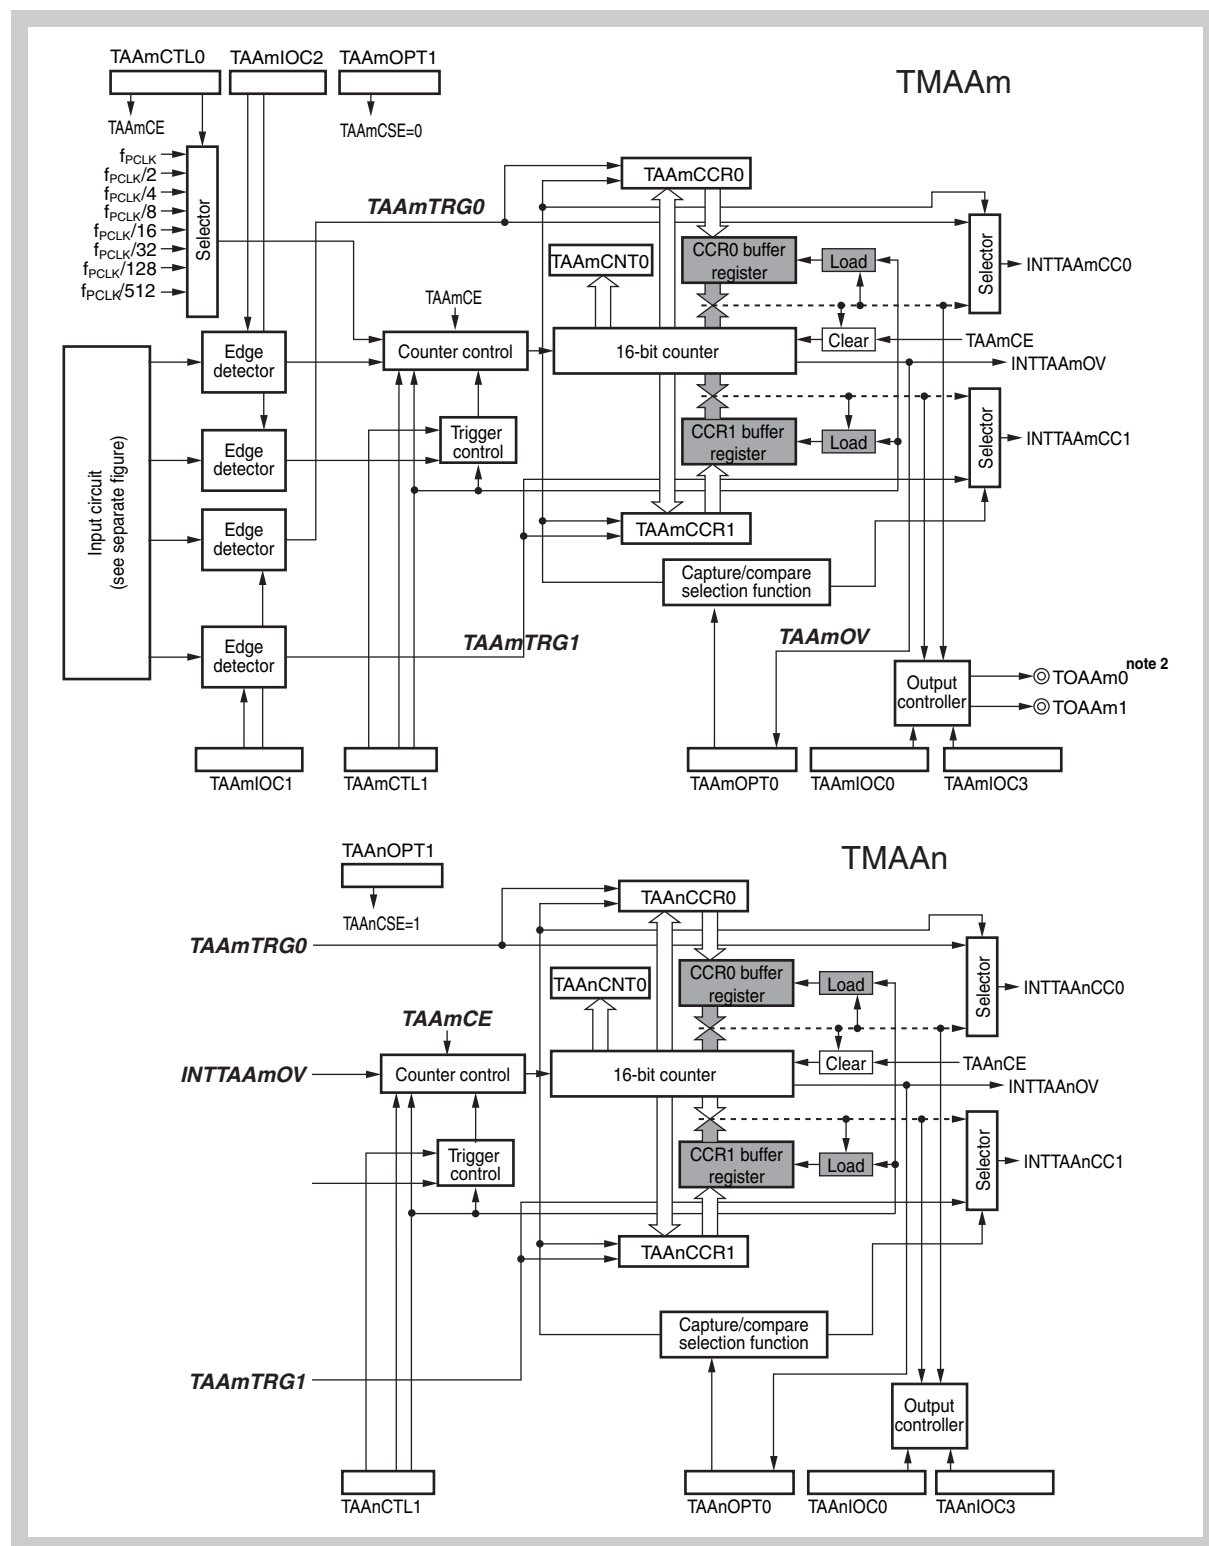 TAAmCTL0 TAAmIOC2 TAAmOPT1
TMAAm
TAAmCE
TAAmCSE=0
fPCLK
fPCLK/2
fPCLK/4
fPCLK/8
fPCLK/16
fPCLK/32
fPCLK/128
fPCLK/512
Selector
TAAmTRG0
TAAmCCR0
TAAmCNT0
CCR0 buffer
register
Load
Selector
INTTAAmCC0
TAAmCE
Counter control
16-bit counter
Clear
TAAmCE
INTTAAmOV
Input circuit
(see separate figure)
Edge
detector
Edge
detector
Edge
detector
Edge
detector
Trigger
control
CCR1 buffer
register
Load
Selector
INTTAAmCC1
TAAmCCR1
Capture/compare
selection function
TAAmTRG1
TAAmOV
Output
controller
TOAAm0 note 2
TOAAm1
TAAmIOC1
TAAmCTL1
TAAmOPT0
TAAmIOC0
TAAmIOC3
TAAnOPT1
TMAAn
TAAnCSE=1
TAAmTRG0
TAAnCCR0
TAAnCNT0
CCR0 buffer
register
Load
Selector
INTTAAnCC0
TAAmCE
INTTAAmOV
Counter control
16-bit counter
Clear
TAAnCE
INTTAAnOV
Trigger
control
CCR1 buffer
register
Load
Selector
INTTAAnCC1
TAAnCCR1
Capture/compare
selection function
TAAmTRG1
Output
controller
TAAnCTL1
TAAnOPT0
TAAnIOC0
TAAnIOC3